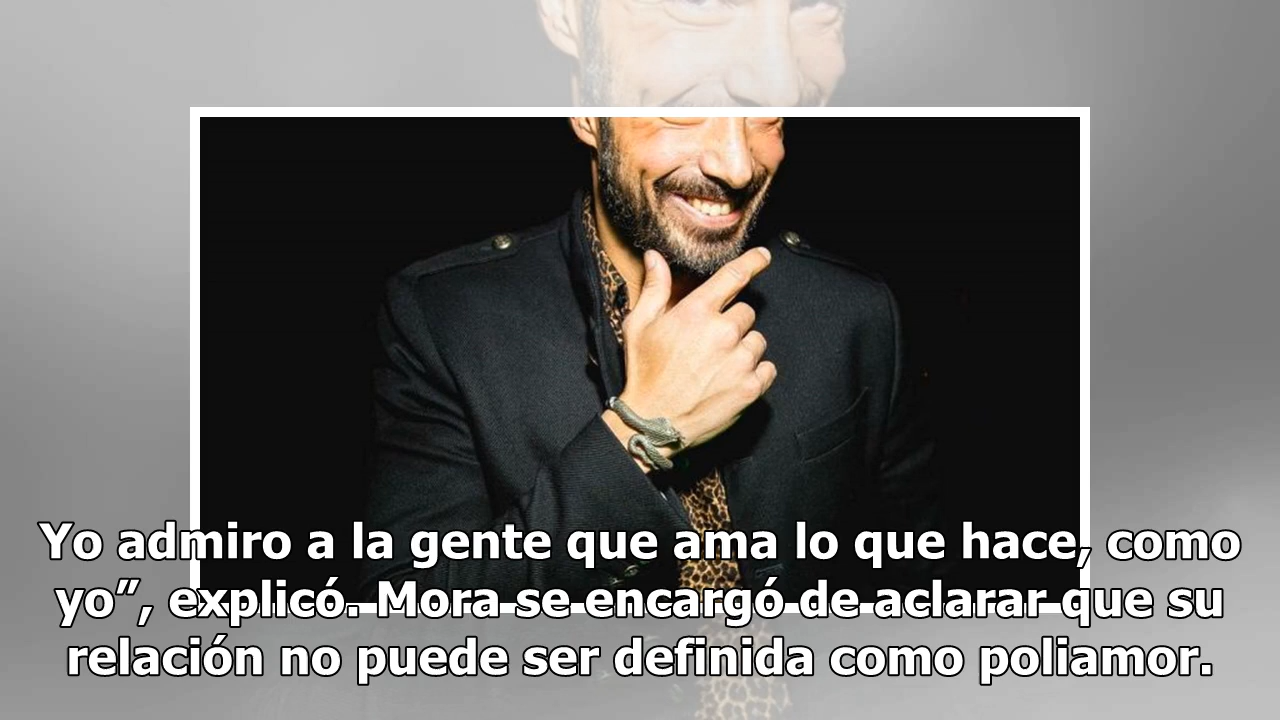 Yo admiro a la gente que ama lo que hace, como
yo”, explicó. Mora se encargó de aclarar que su
relación no puede ser definida como poliamor.